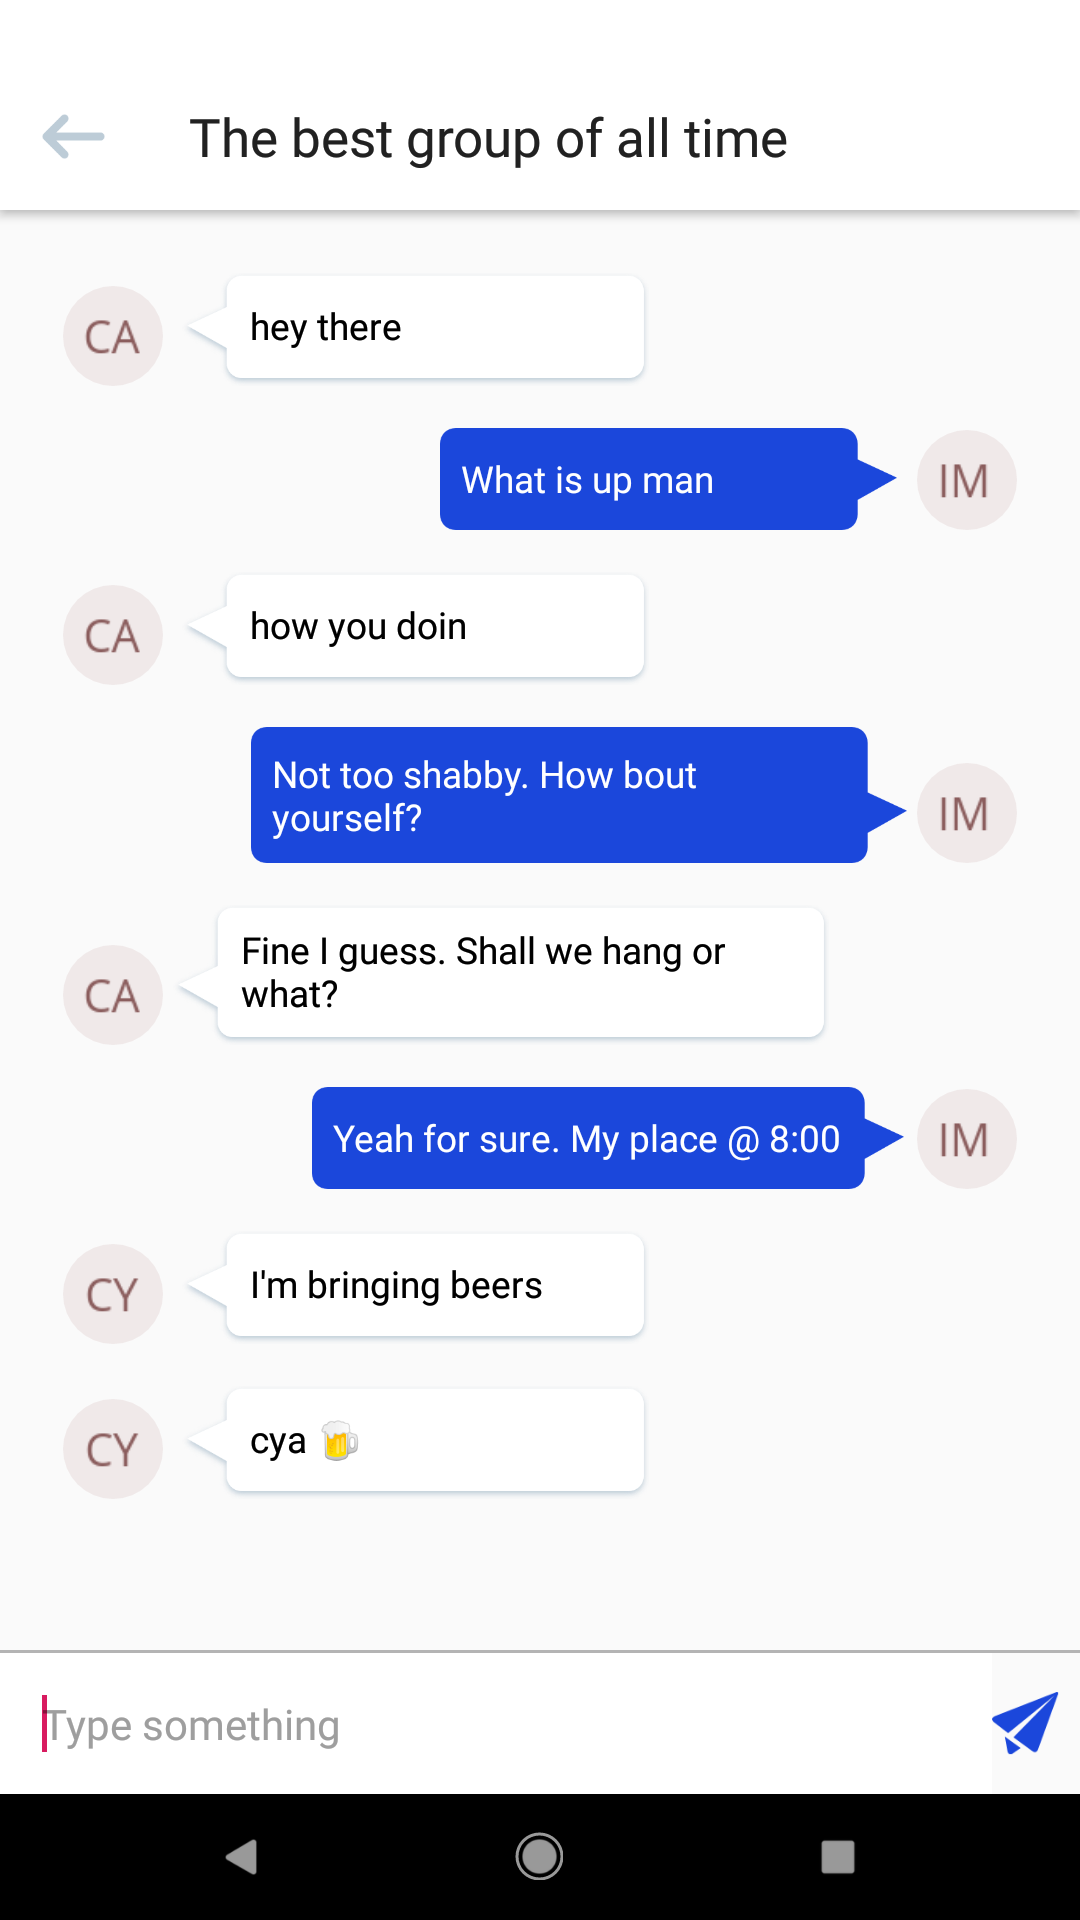 The best group of all time
CA
hey there
What is up man
IM
CA
how you doin
Not too shabby. How bout
yourself?
IM
Fine I guess. Shall we hang or
what?
CA
Yeah for sure. My place @ 8:00
IM
CY
I'm bringing beers
CY
cya 🍺
Type something